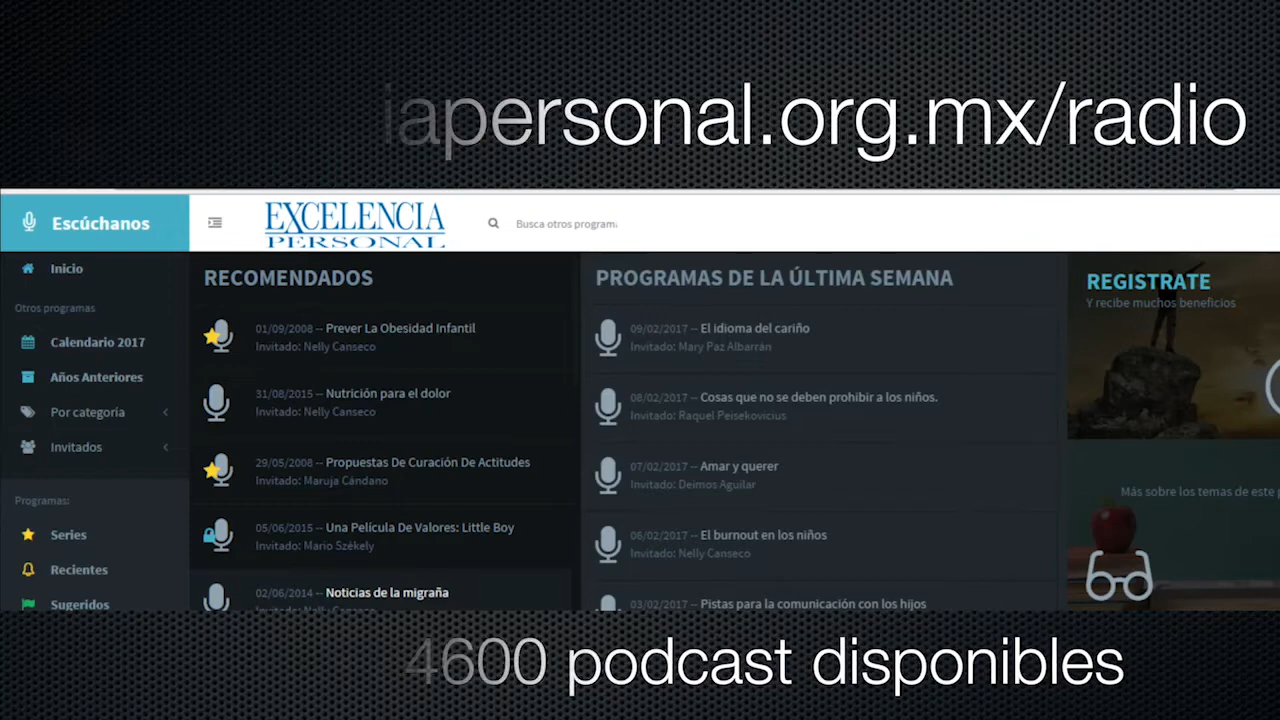 iapersonal.org.mx/radio
Escúchanos
EXCELENCIA
PERSONAL
Busca otros programa
Inicio
Otros programas
Calendario 2017
Años Anteriores
Por categoría
Invitados
Programas:
Series
Recientes
Sugeridos
RECOMENDADOS
01/09/2008 -- Prever La Obesidad Infantil
Invitado: Nelly Canseco
31/08/2015 -- Nutrición para el dolor
Invitado: Nelly Canseco
29/05/2008 -- Propuestas De Curación De Actitudes
Invitado: Maruja Cándano
05/06/2015 -- Una Película De Valores: Little Boy
Invitado: Mario Székely
02/06/2014 -- Noticias de la migraña
Invitado: Nelly Canseco
PROGRAMAS DE LA ÚLTIMA SEMANA
09/02/2017 -- El idioma del cariño
Invitado: Mary Paz Albarrán
08/02/2017 -- Cosas que no se deben prohibir a los niños.
Invitado: Raquel Peisekovicius
07/02/2017 -- Amar y querer
Invitado: Deimos Aguilar
06/02/2017 -- El burnout en los niños
Invitado: Nelly Canseco
03/02/2017 -- Pistas para la comunicación con los hijos
REGISTRATE
Y recibe muchos beneficios
Más sobre los temas de este
4600 podcast disponibles